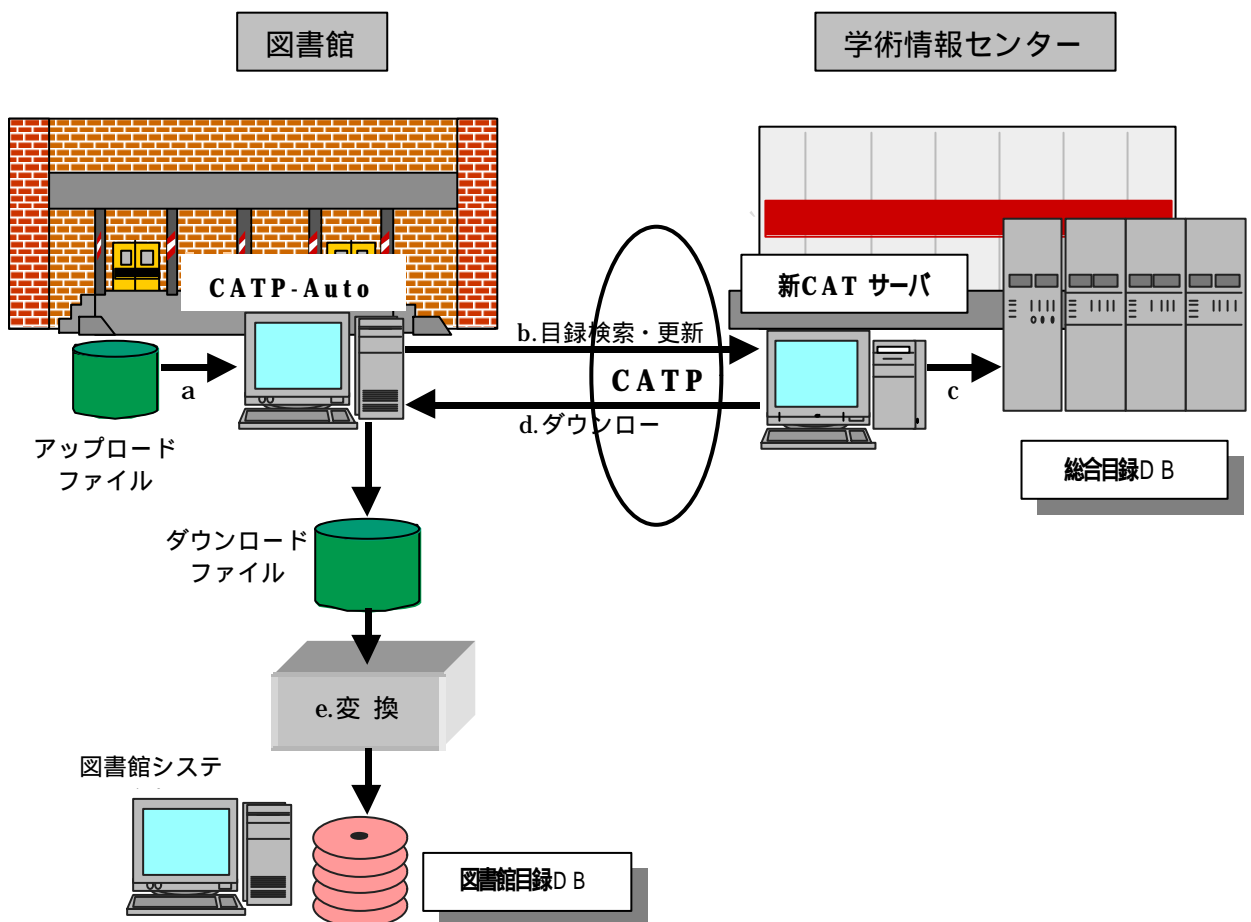 図書館
学術情報センター
CATP-Auto
新CAT サーバ
b.目録検索・更新
a
CATP
c
d.ダウンロー
アップロード
ファイル
総合目録DB
ダウンロード
ファイル
e.変 換
図書館システ
図書館目録DB